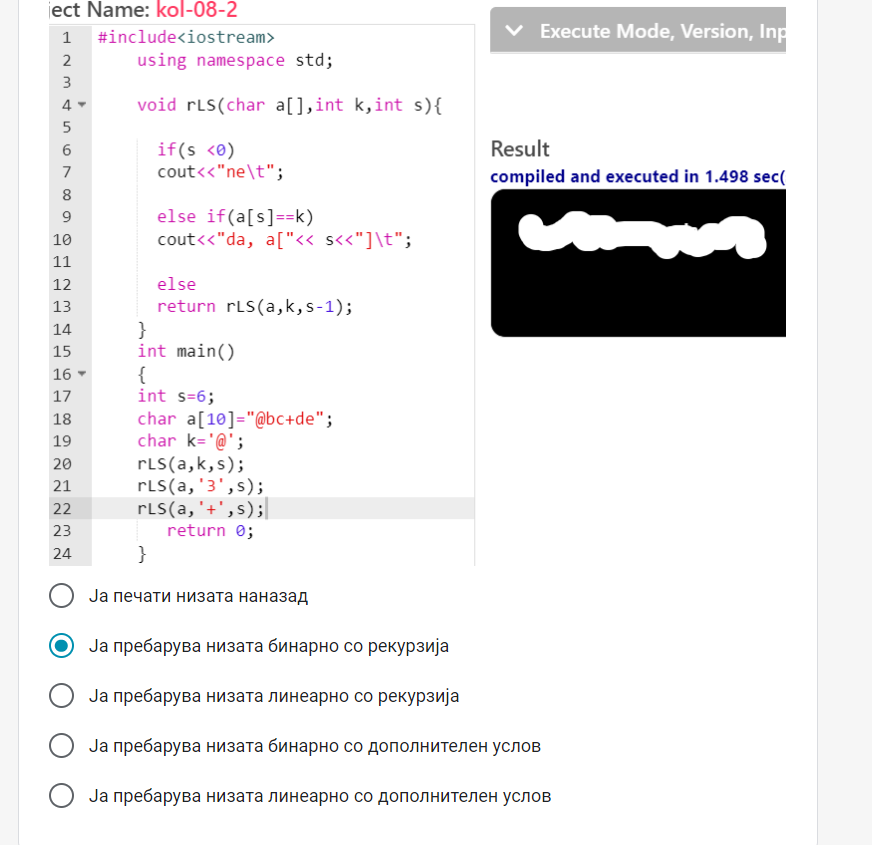 ect Name: kol-08-2
1 #include<iostream>
2 using namespace std;
3
4 void rLS(char a[],int k,int s){
5
6 if(s <0)
7 cout<<"ne\t";
8
9 else if(a[s]==k)
10 cout<<"da, a["<< s<<"]\t";
11
12 else
13 return rLS(a,k,s-1);
14 }
15 int main()
16 {
17 int s=6;
18 char a[10]="@bc+de";
19 char k='@';
20 rLS(a,k,s);
21 rLS(a,'3',s);
22 rLS(a,'+',s);
23 return 0;
24 }
Execute Mode, Version, Inp
Result
compiled and executed in 1.498 sec(
Ја печати низата наназад
Ја пребарува низата бинарно со рекурзија
Ја пребарува низата линеарно со рекурзија
Ја пребарува низата бинарно со дополнителен услов
Ја пребарува низата линеарно со дополнителен услов